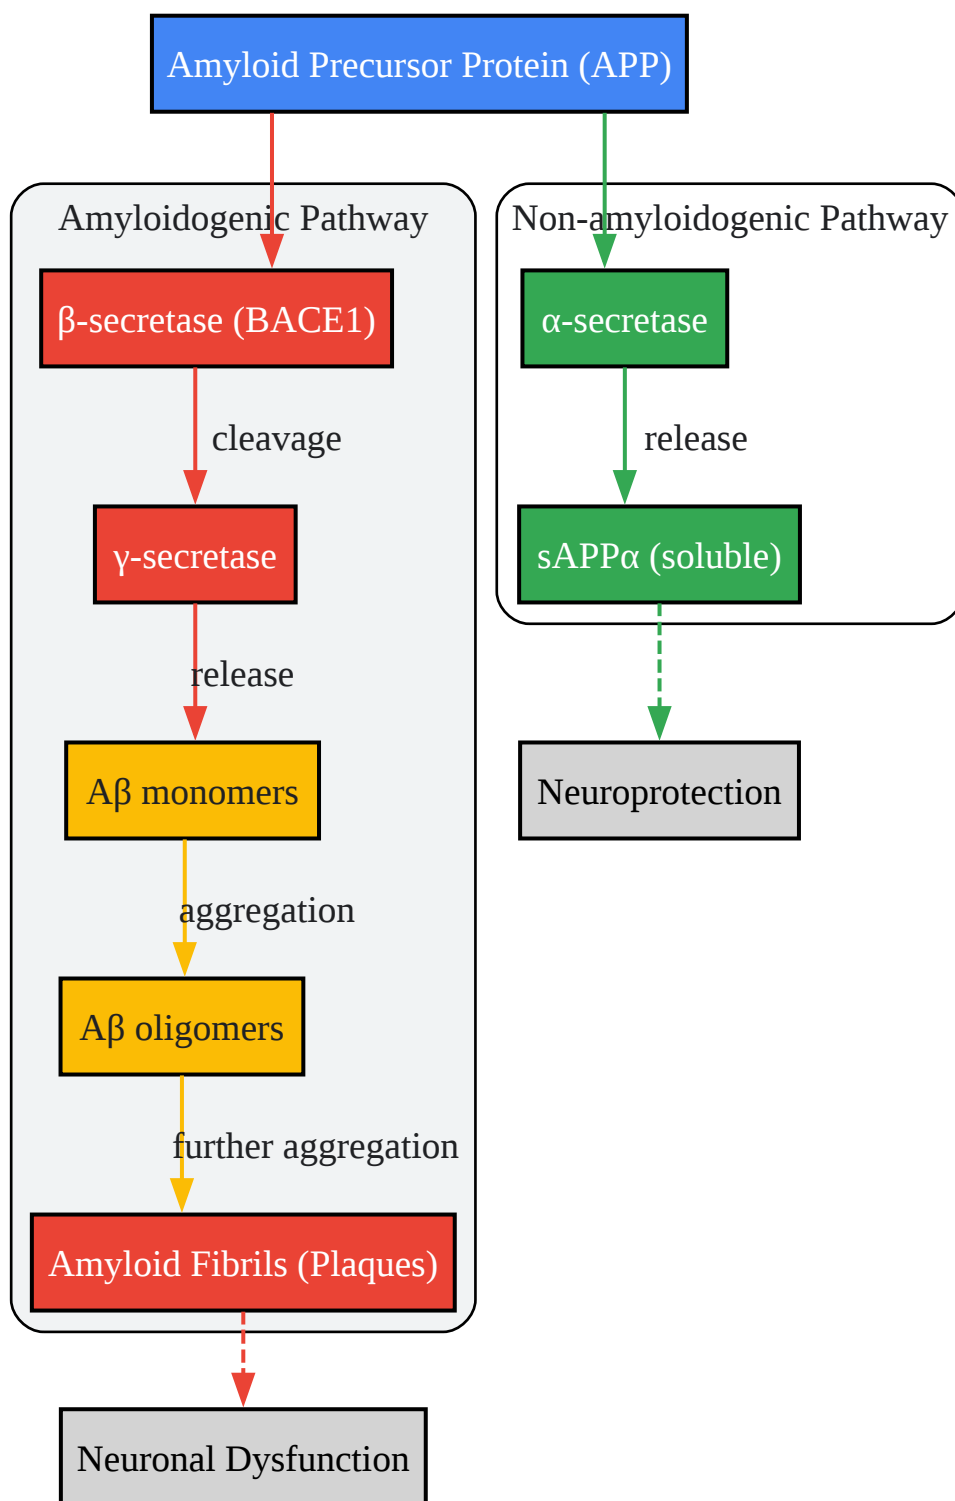 Amyloid Precursor Protein (APP)
Amyloidogenic Pathway
Non-amyloidogenic Pathway
β-secretase (BACE1)
α-secretase
cleavage
release
γ-secretase
sAPPα (soluble)
release
Aβ monomers
Neuroprotection
aggregation
Aβ oligomers
further aggregation
Amyloid Fibrils (Plaques)
Neuronal Dysfunction